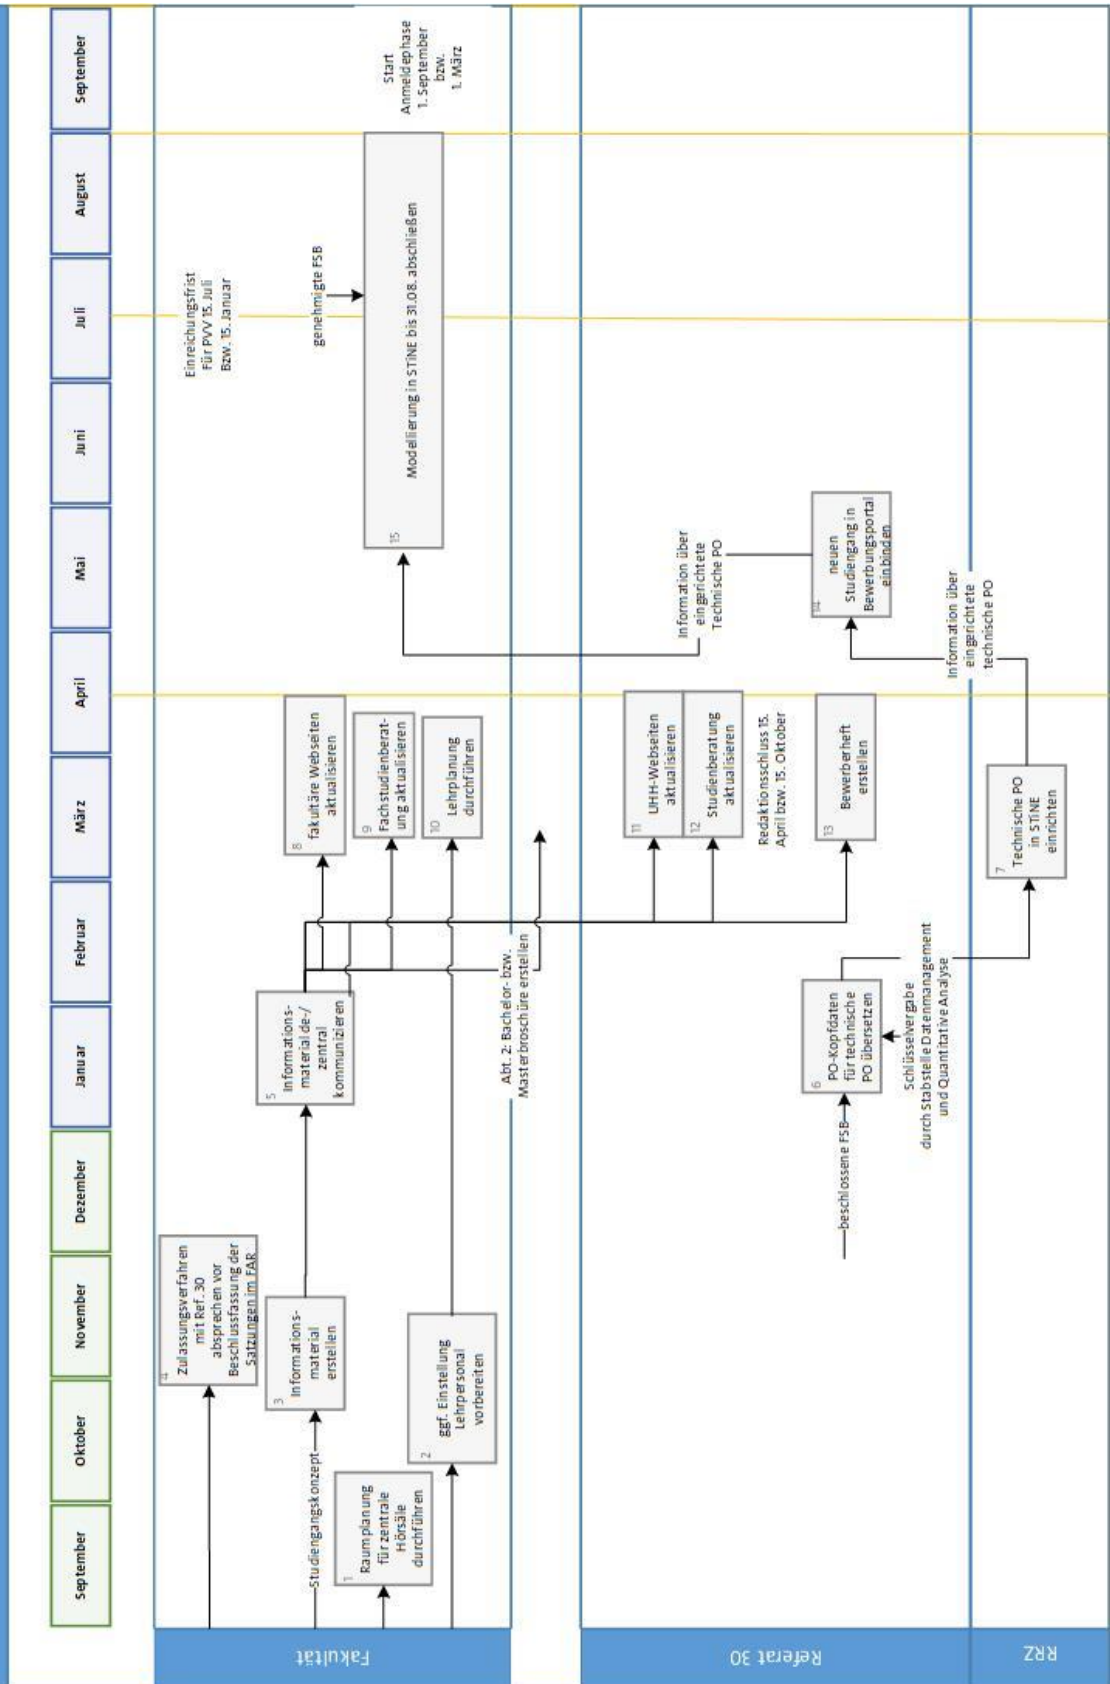 September
Oktober
November
Dezember
Januar
Februar
März
April
Mai
Juni
Juli
August
September
Fakultät
4
Zulassungsverfahren
mit Ref. 30
absprechen vor
Beschlussfassung der
Satzungen im FAR
Studiengangskonzept
3
Informations-
material
erstellen
1
Raumplanung
für zentrale
Hörsäle
durchführen
2
ggf. Einstellung
Lehrpersonal
vorbereiten
5
Informations-
material de-/
zentral
kommunizieren
8
fakultäre Webseiten
aktualisieren
9
Fachstudienberat-
ung aktualisieren
10
Lehrplanung
durchführen
Einreichungsfrist
Für PVV 15. Juli
Bzw. 15. Januar
genehmigte FSB
15
Modellierung in STiNE bis 31.08. abschließen
Start
Anmeldephase
1. September
bzw.
1. März
Abt. 2: Bachelor- bzw.
Masterbroschüre erstellen
Referat 30
11
UHH-Webseiten
aktualisieren
12
Studienberatung
aktualisieren
Redaktionsschluss 15.
April bzw. 15. Oktober
13
Bewerberheft
erstellen
beschlossene FSB
6
PO-Kopfdaten
für technische
PO übersetzen
Schlüsselvergabe
durch Stabstelle Datenmanagement
und Quantitative Analyse
Information über
eingerichtete
Technische PO
14
neuen
Studiengang in
Bewerbungsportal
einbinden
Information über
eingerichtete
technische PO
RRZ
7
Technische PO
in STiNE
einrichten